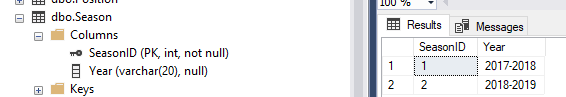 dbo.Position
dbo.Season
Columns
SeasonID (PK, int, not null)
Year (varchar(20), null)
Keys
100 %
Results Messages
SeasonID Year
1 1 2017-2018
2 2 2018-2019